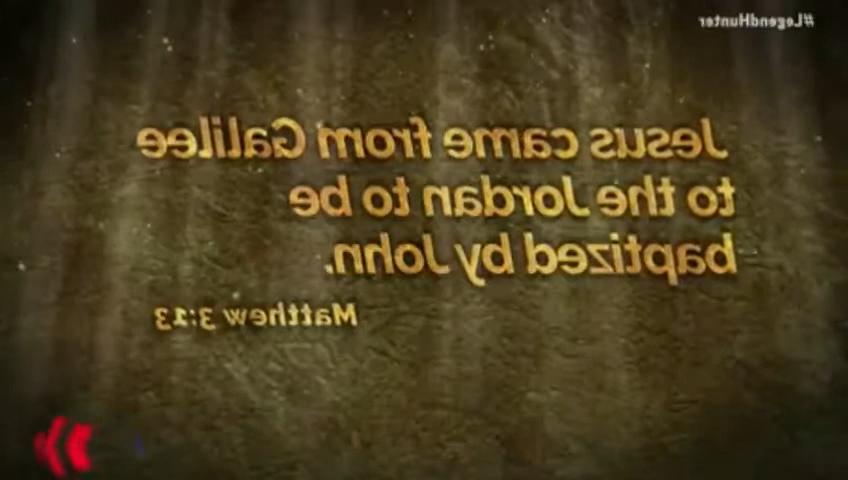 #LegendHunter
Jesus came from Galilee
to the Jordan to be
baptized by John.
Matthew 3:13